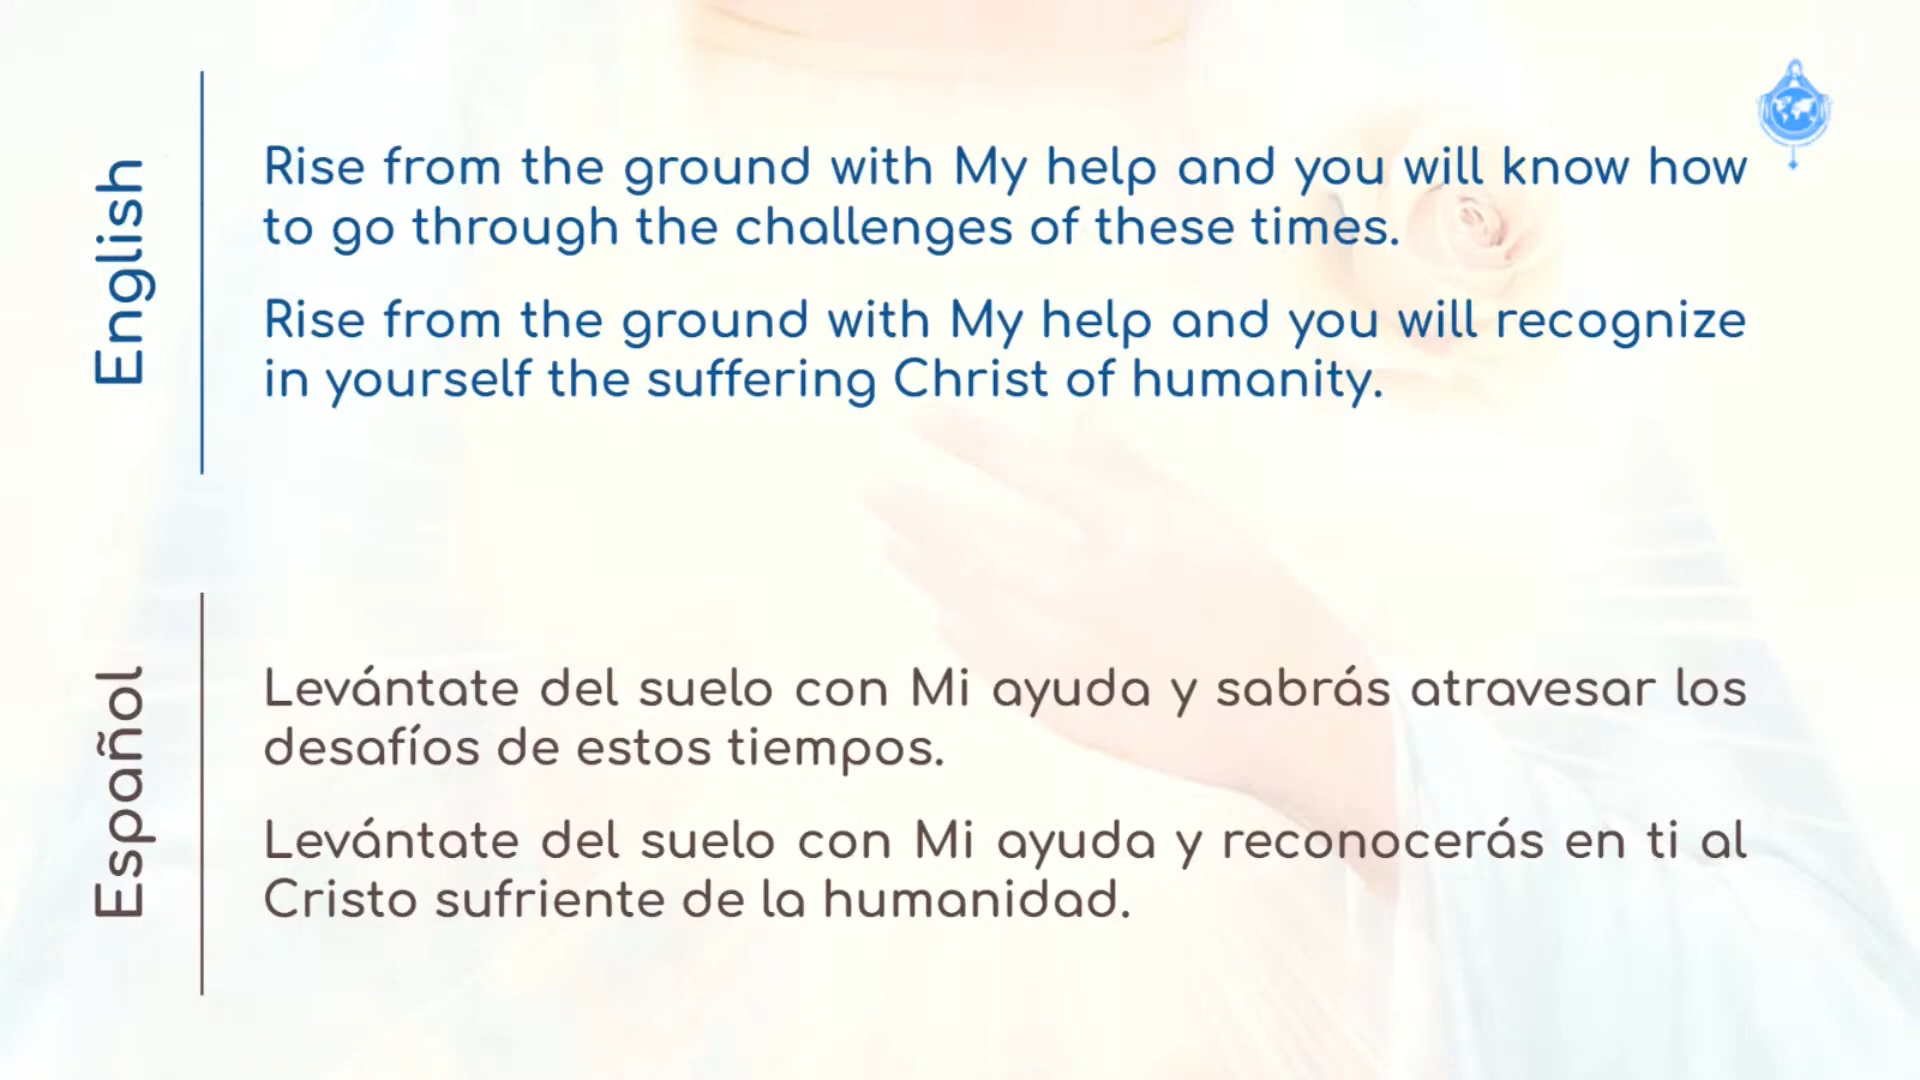 English
Rise from the ground with My help and you will know how
to go through the challenges of these times.
Rise from the ground with My help and you will recognize
in yourself the suffering Christ of humanity.
Español
Levántate del suelo con Mi ayuda y sabrás atravesar los
desafíos de estos tiempos.
Levántate del suelo con Mi ayuda y reconocerás en ti al
Cristo sufriente de la humanidad.